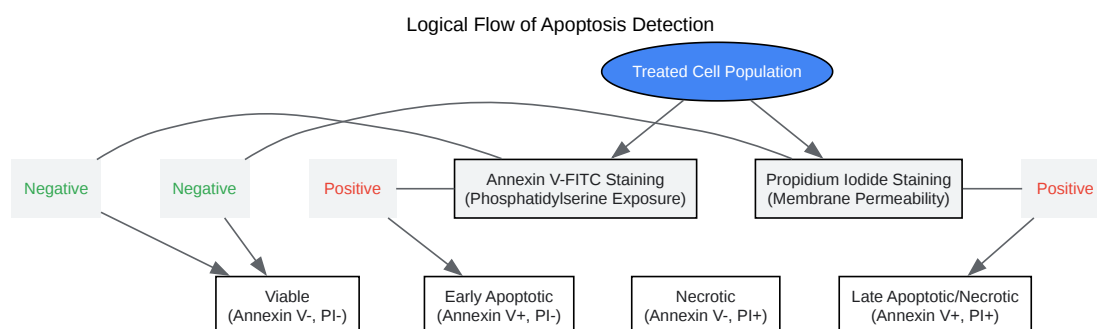 Logical Flow of Apoptosis Detection
Treated Cell Population
Negative
Negative
Positive
Annexin V-FITC Staining
(Phosphatidylserine Exposure)
Propidium Iodide Staining
(Membrane Permeability)
Positive
Viable
(Annexin V-, PI-)
Early Apoptotic
(Annexin V+, PI-)
Necrotic
(Annexin V-, PI+)
Late Apoptotic/Necrotic
(Annexin V+, PI+)